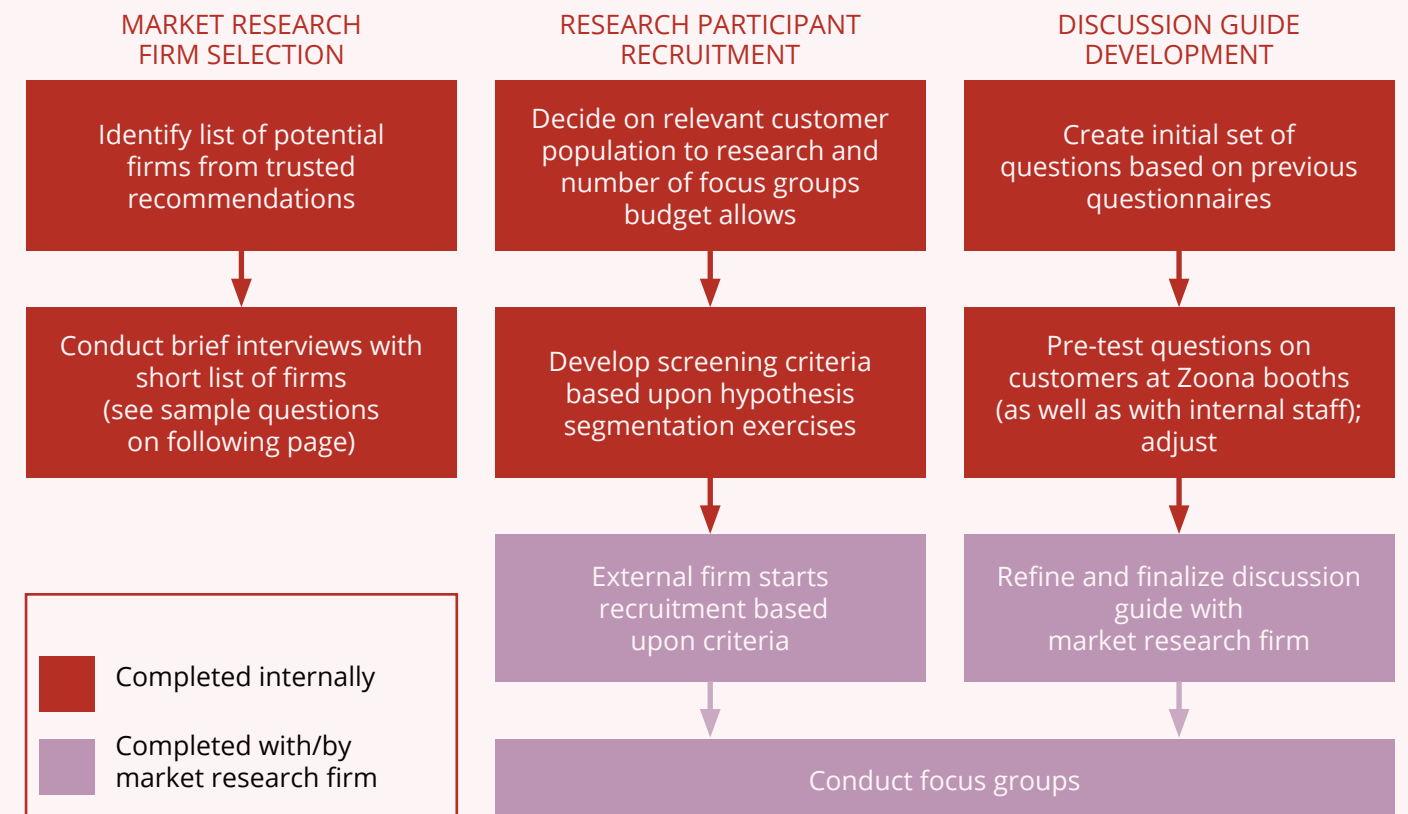 MARKET RESEARCH
FIRM SELECTION
Identify list of potential
firms from trusted
recommendations
Conduct brief interviews with
short list of firms
(see sample questions
on following page)
RESEARCH PARTICIPANT
RECRUITMENT
Decide on relevant customer
population to research and
number of focus groups
budget allows
Develop screening criteria
based upon hypothesis
segmentation exercises
External firm starts
recruitment based
upon criteria
DISCUSSION GUIDE
DEVELOPMENT
Create initial set of
questions based on previous
questionnaires
Pre-test questions on
customers at Zoona booths
(as well as with internal staff);
adjust
Refine and finalize discussion
guide with
market research firm
Conduct focus groups
Completed internally
Completed with/by
market research firm